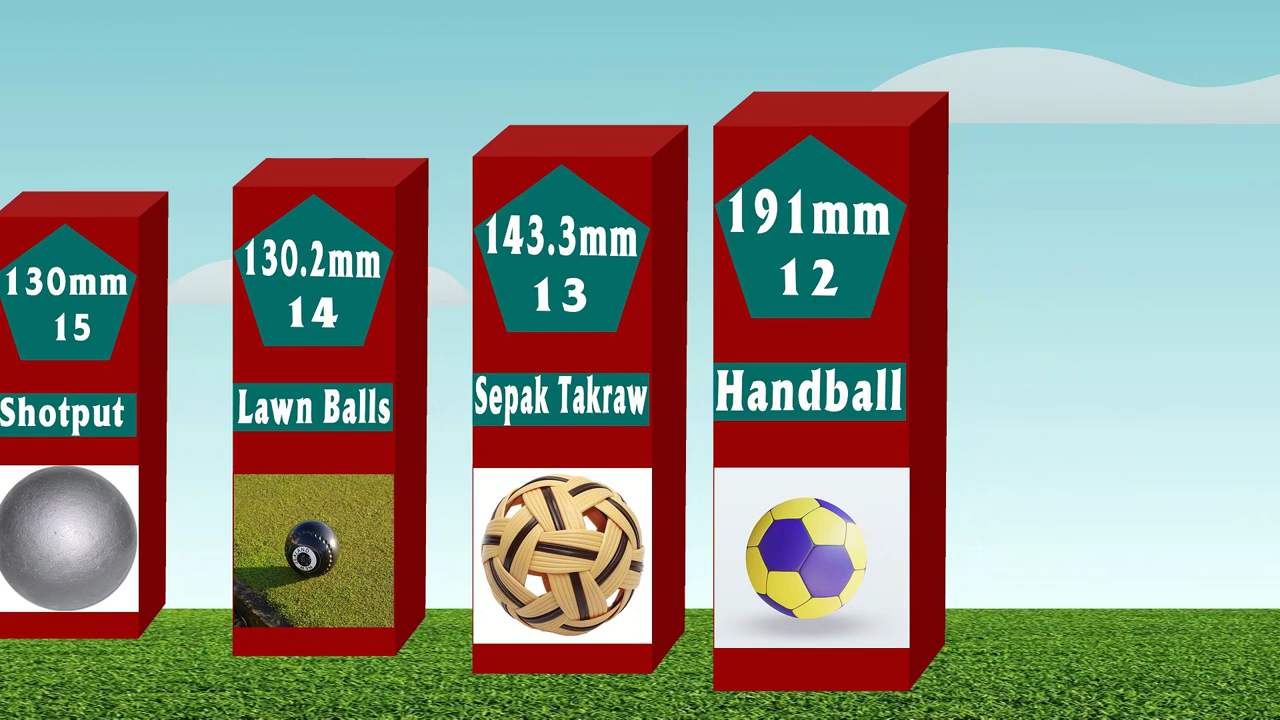 130mm
15
Shotput
130.2mm
14
Lawn Balls
143.3mm
13
Sepak Takraw
191mm
12
Handball